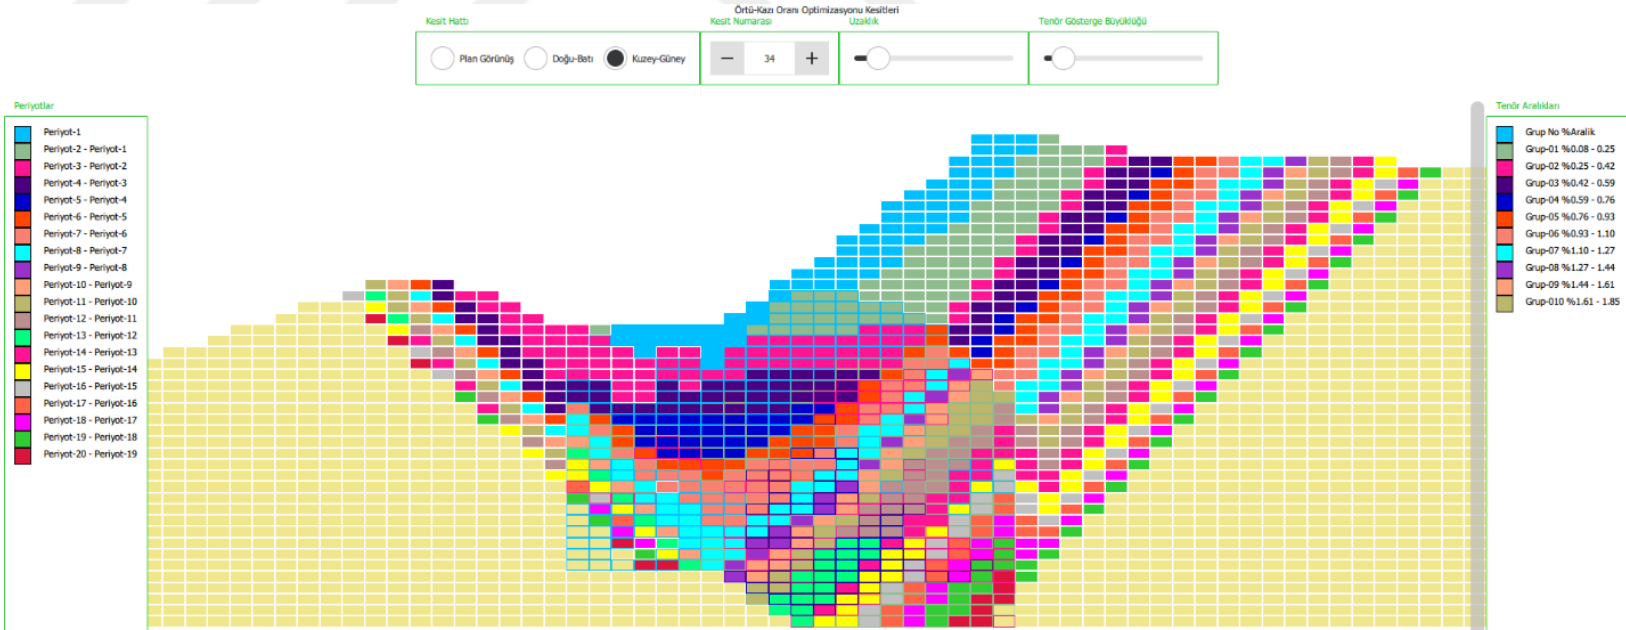 Örtü-Kazı Oranı Optimizasyonu Kesitleri
Kesit Hattı
Kesit Numarası
Uzaklık
Tenör Gösterge Büyüklüğü
Plan Görünüş
Doğu-Batı
Kuzey-Güney
34
Periyotlar
Periyot-1
Periyot-2 - Periyot-1
Periyot-3 - Periyot-2
Periyot-4 - Periyot-3
Periyot-5 - Periyot-4
Periyot-6 - Periyot-5
Periyot-7 - Periyot-6
Periyot-8 - Periyot-7
Periyot-9 - Periyot-8
Periyot-10 - Periyot-9
Periyot-11 - Periyot-10
Periyot-12 - Periyot-11
Periyot-13 - Periyot-12
Periyot-14 - Periyot-13
Periyot-15 - Periyot-14
Periyot-16 - Periyot-15
Periyot-17 - Periyot-16
Periyot-18 - Periyot-17
Periyot-19 - Periyot-18
Periyot-20 - Periyot-19
Tenör Aralıkları
Grup No %Aralik
Grup-01 %0.08 - 0.25
Grup-02 %0.25 - 0.42
Grup-03 %0.42 - 0.59
Grup-04 %0.59 - 0.76
Grup-05 %0.76 - 0.93
Grup-06 %0.93 - 1.10
Grup-07 %1.10 - 1.27
Grup-08 %1.27 - 1.44
Grup-09 %1.44 - 1.61
Grup-010 %1.61 - 1.85